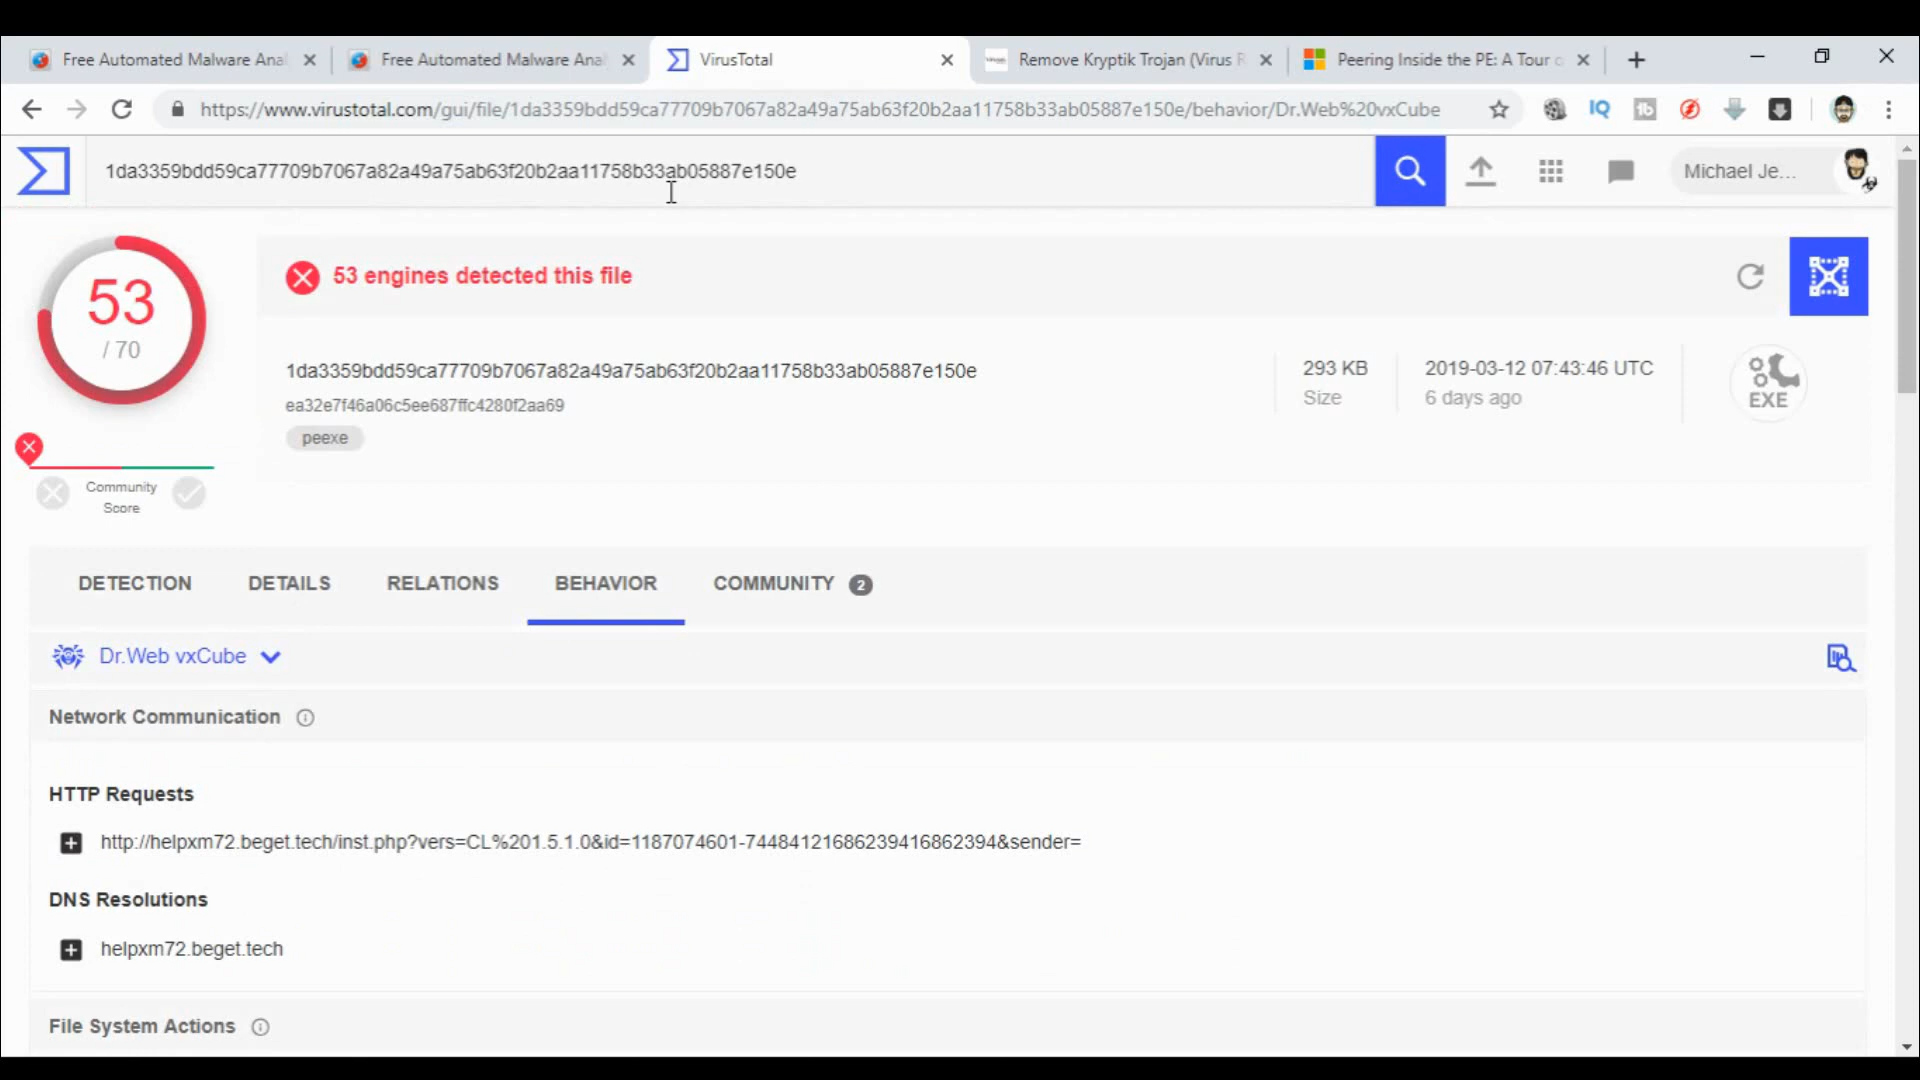 Free Automated Malware Anal
Free Automated Malware Anal
VirusTotal
Remove Kryptik Trojan (Virus R
Peering Inside the PE: A Tour o
https://www.virustotal.com/gui/file/1da3359bdd59ca77709b7067a82a49a75ab63f20b2aa11758b33ab05887e150e/behavior/Dr.Web%20vxCube
IQ
1b
1da3359bdd59ca77709b7067a82a49a75ab63f20b2aa11758b33ab05887e150e
Michael Je...
53
/ 70
53 engines detected this file
1da3359bdd59ca77709b7067a82a49a75ab63f20b2aa11758b33ab05887e150e
ea32e7f46a06c5ee687ffc4280f2aa69
peexe
293 KB
Size
2019-03-12 07:43:46 UTC
6 days ago
EXE
Community
Score
DETECTION
DETAILS
RELATIONS
BEHAVIOR
COMMUNITY 2
Dr.Web vxCube
Network Communication
HTTP Requests
http://helpxm72.beget.tech/inst.php?vers=CL%201.5.1.0&id=1187074601-74484121686239416862394&sender=
DNS Resolutions
helpxm72.beget.tech
File System Actions